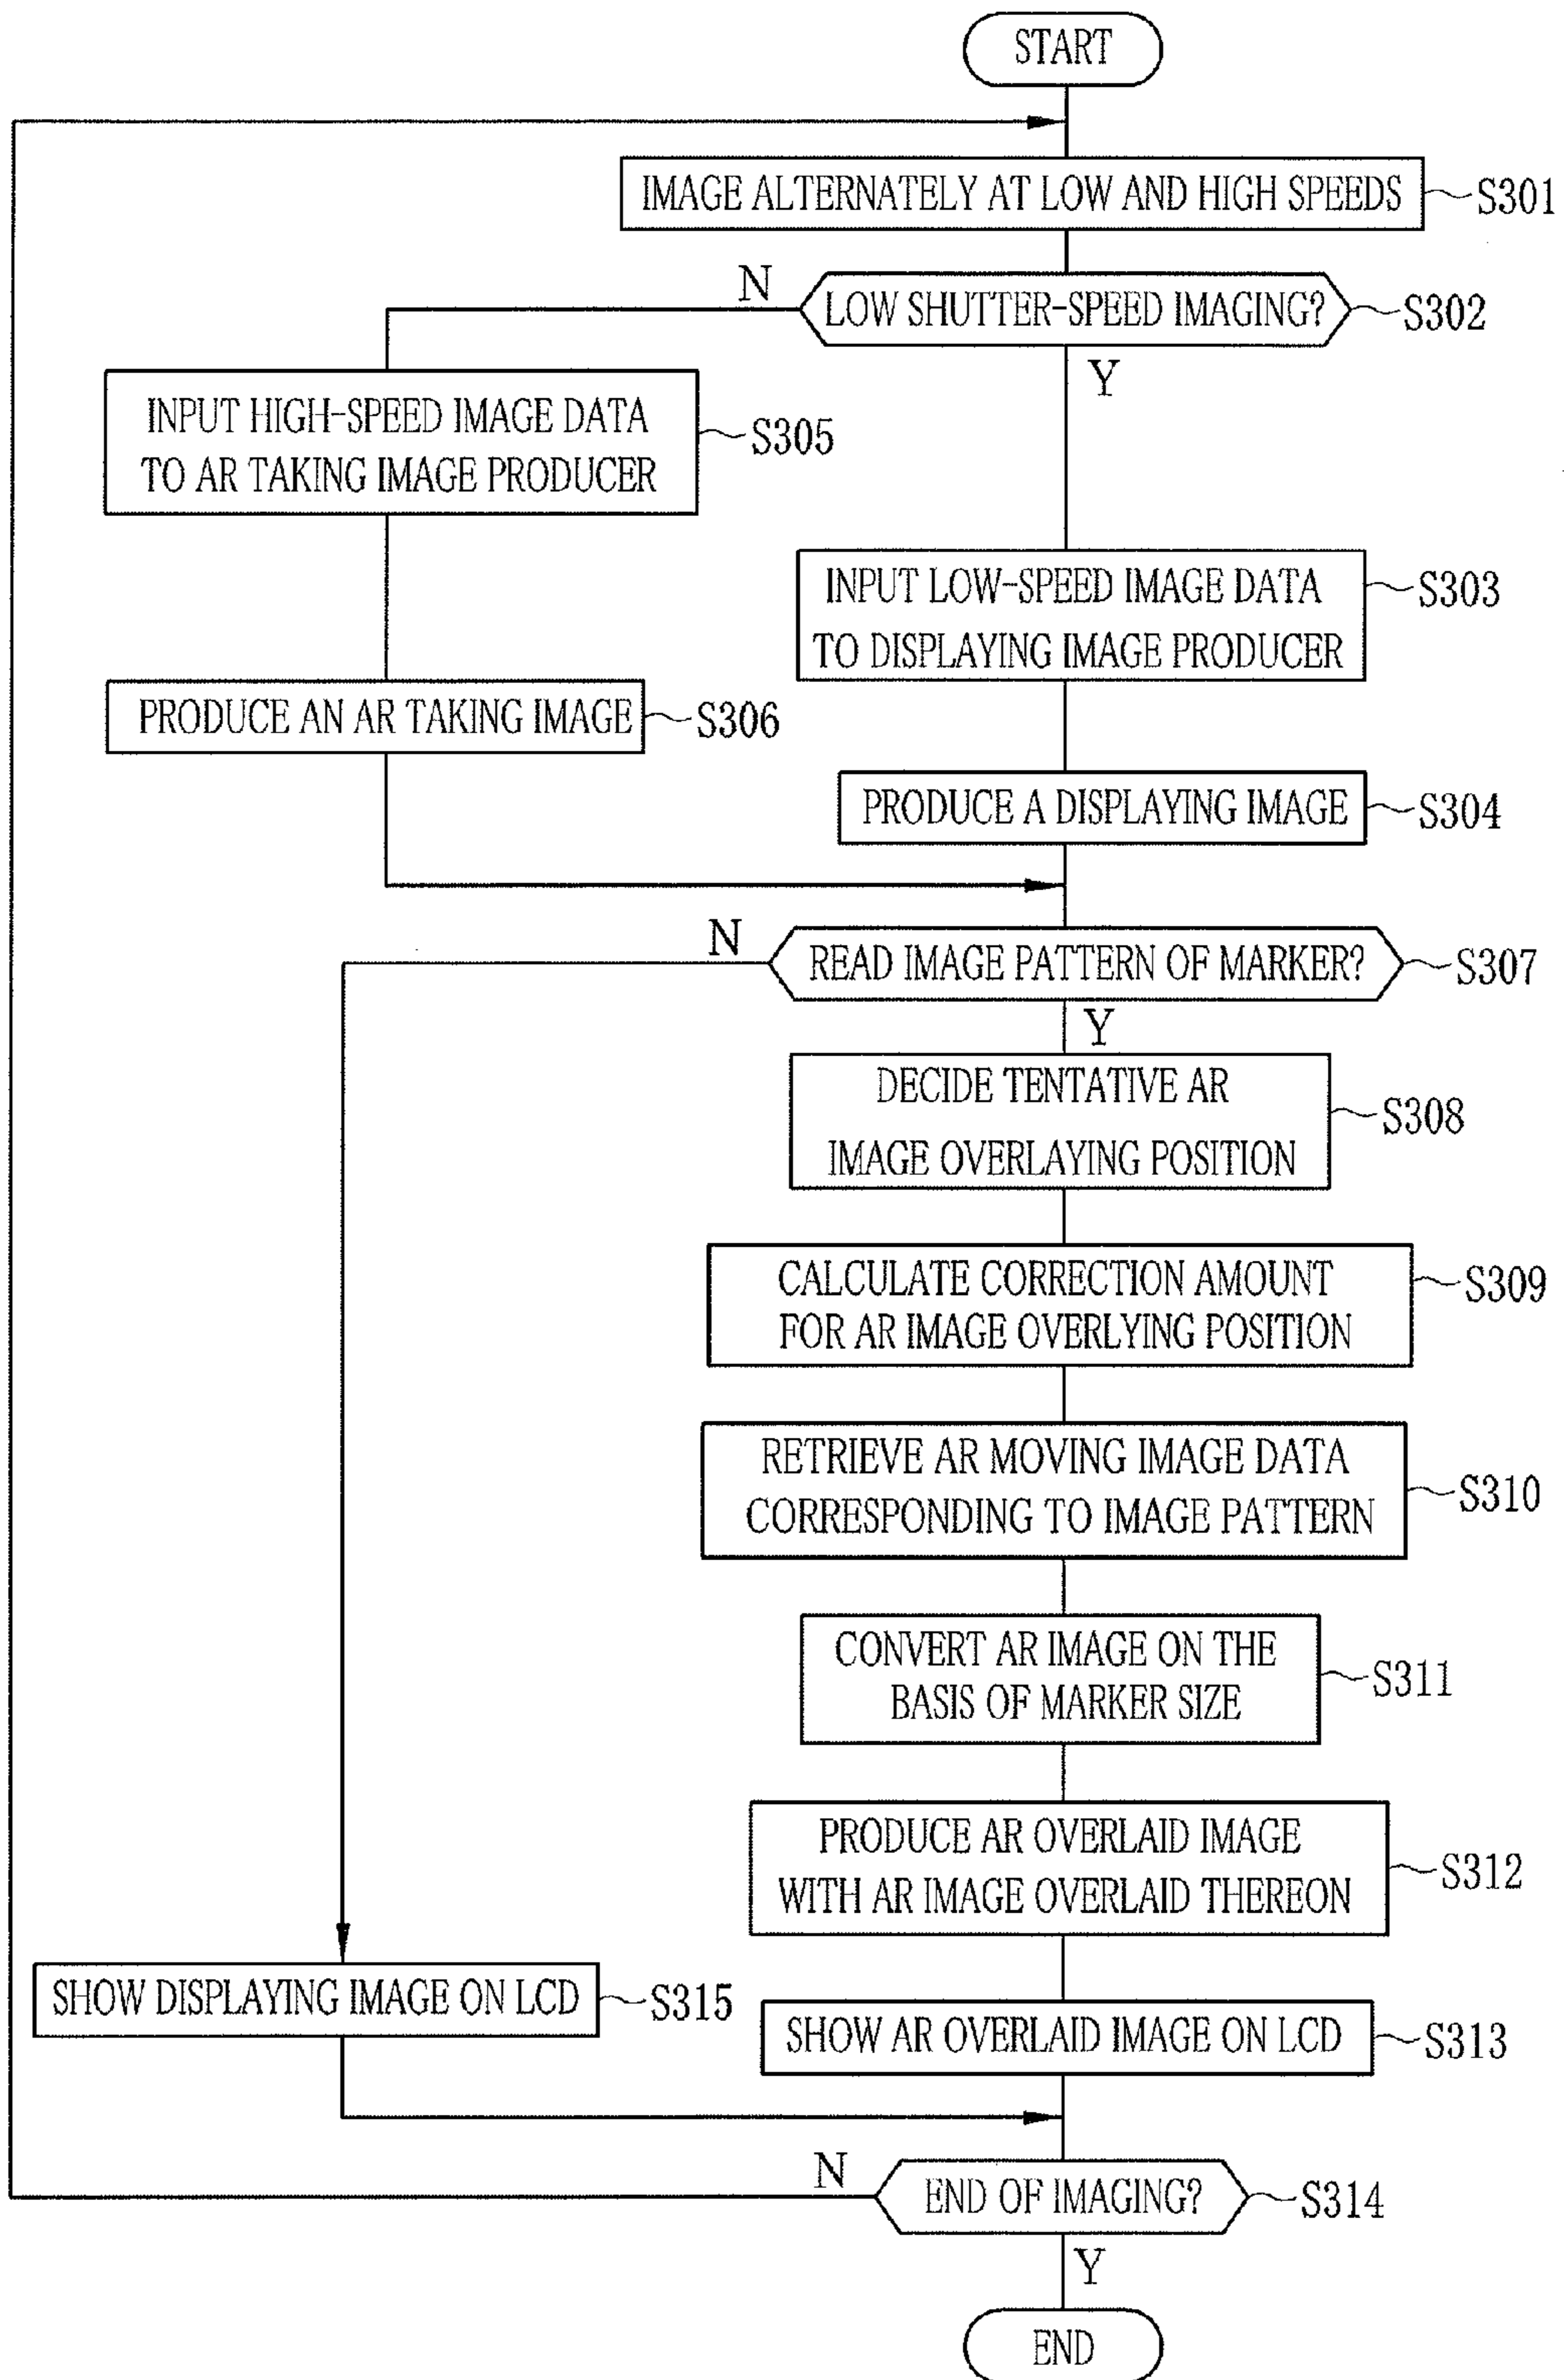 START
IMAGE ALTERNATELY AT LOW AND HIGH SPEEDS
S301
N
LOW SHUTTER-SPEED IMAGING?
S302
Y
INPUT HIGH-SPEED IMAGE DATA
TO AR TAKING IMAGE PRODUCER
S305
INPUT LOW-SPEED IMAGE DATA
TO DISPLAYING IMAGE PRODUCER
S303
PRODUCE AN AR TAKING IMAGE
S306
PRODUCE A DISPLAYING IMAGE
S304
N
READ IMAGE PATTERN OF MARKER?
S307
Y
DECIDE TENTATIVE AR
IMAGE OVERLAYING POSITION
S308
CALCULATE CORRECTION AMOUNT
FOR AR IMAGE OVERLYING POSITION
S309
RETRIEVE AR MOVING IMAGE DATA
CORRESPONDING TO IMAGE PATTERN
S310
CONVERT AR IMAGE ON THE
BASIS OF MARKER SIZE
S311
PRODUCE AR OVERLAID IMAGE
WITH AR IMAGE OVERLAID THEREON
S312
SHOW DISPLAYING IMAGE ON LCD
S315
SHOW AR OVERLAID IMAGE ON LCD
S313
N
END OF IMAGING?
S314
Y
END